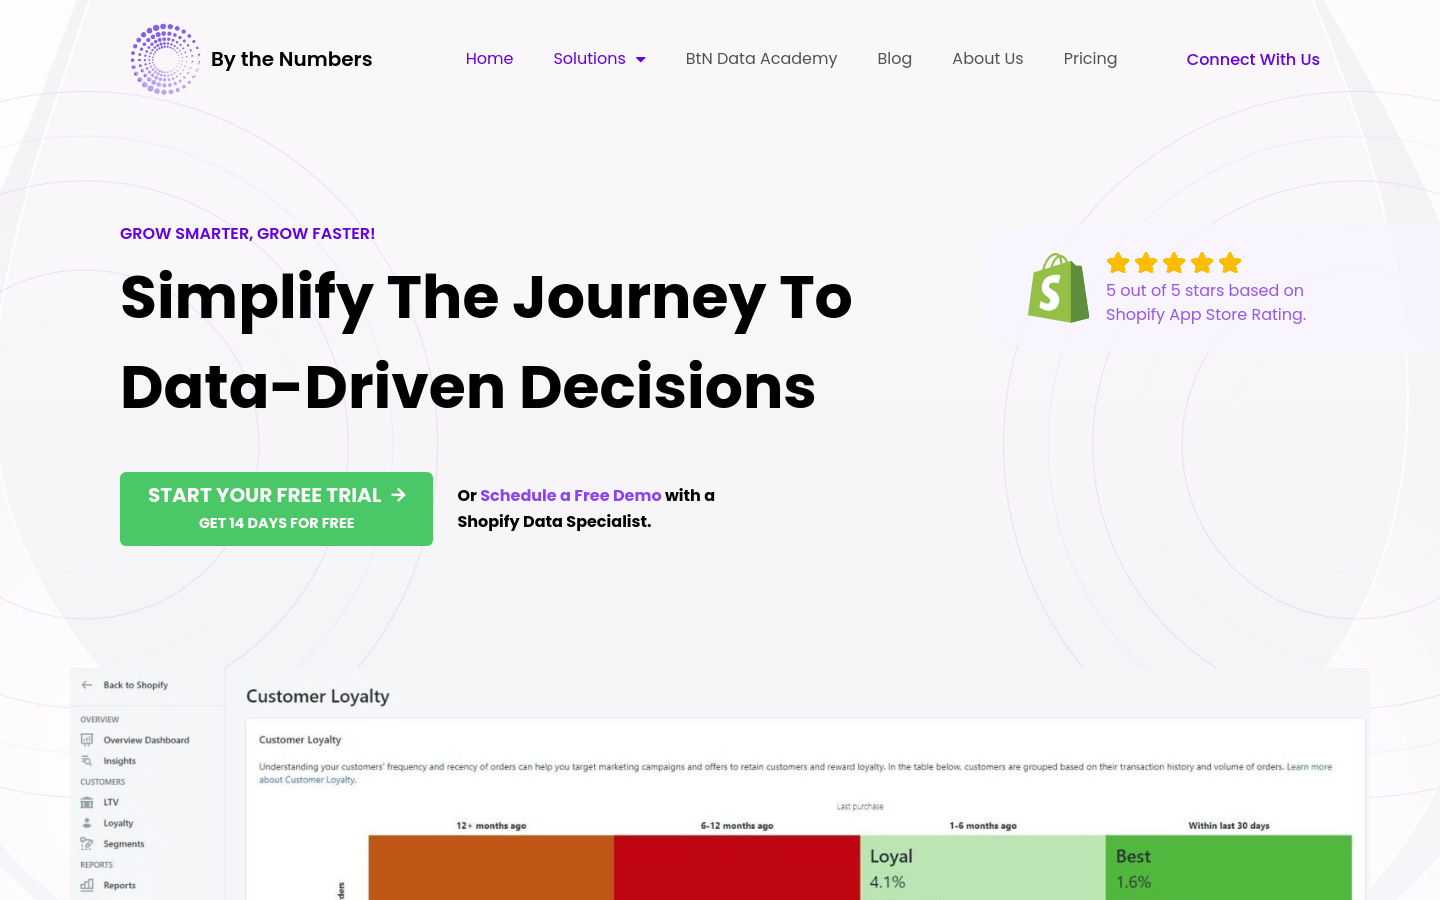 By the Numbers
Home
Solutions
BtN Data Academy
Blog
About Us
Pricing
Connect With Us
GROW SMARTER, GROW FASTER!
Simplify The Journey To
Data-Driven Decisions
5 out of 5 stars based on
Shopify App Store Rating.
START YOUR FREE TRIAL
GET 14 DAYS FOR FREE
Or Schedule a Free Demo with a
Shopify Data Specialist.
Back to Shopify
OVERVIEW
Overview Dashboard
Insights
CUSTOMERS
LTV
Loyalty
Segments
REPORTS
Reports
Customer Loyalty
Customer Loyalty
Understanding your customers' frequency and recency of orders can help you target marketing campaigns and offers to retain customers and reward loyalty. In the table below, customers are grouped based on their transaction history and volume of orders. Learn more
about Customer Loyalty.
Last purchase
12+ months ago
6-12 months ago
1-6 months ago
Within last 30 days
Loyal
4.1%
Best
1.6%